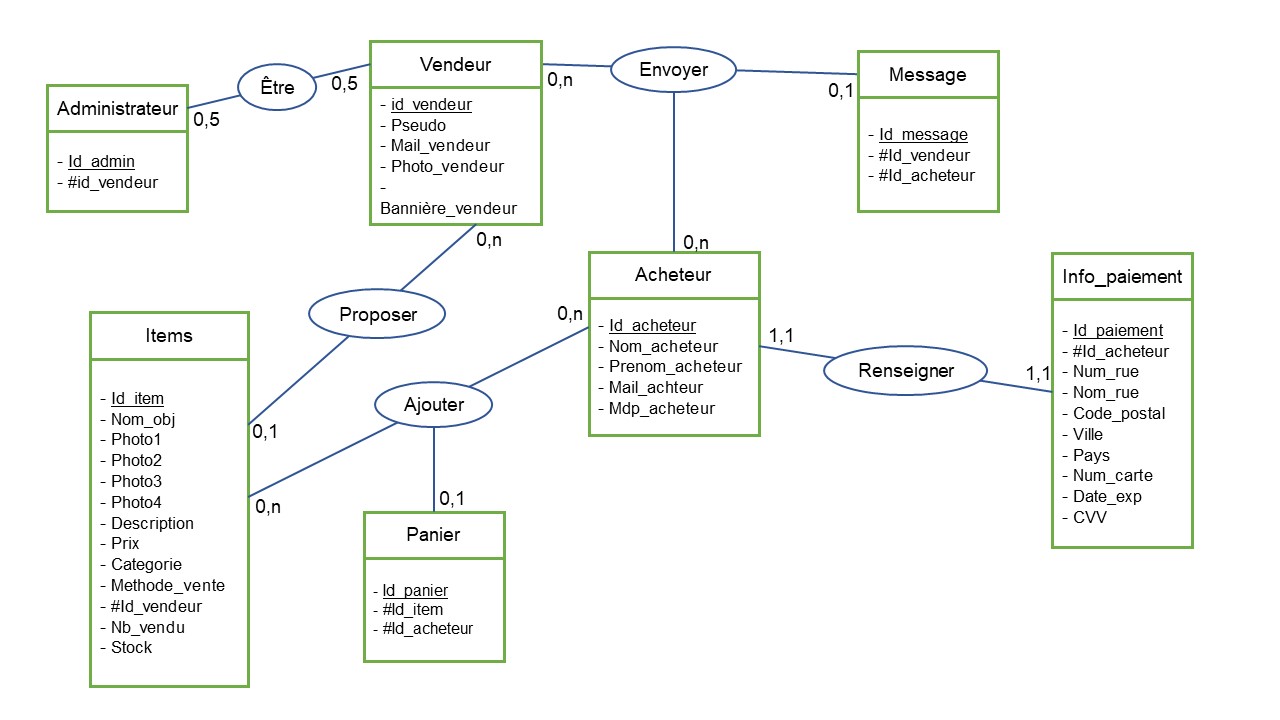 Administrateur
- Id_admin
- #id_vendeur
0,5
Être
0,5
Vendeur
- id_vendeur
- Pseudo
- Mail_vendeur
- Photo_vendeur
-
Bannière_vendeur
0,n
Envoyer
0,1
Message
- Id_message
- #Id_vendeur
- #Id_acheteur
0,n
0,n
Proposer
0,1
Items
- Id_item
- Nom_obj
- Photo1
- Photo2
- Photo3
- Photo4
- Description
- Prix
- Categorie
- Methode_vente
- #Id_vendeur
- Nb_vendu
- Stock
0,n
Ajouter
0,n
0,1
Panier
- Id_panier
- #Id_item
- #Id_acheteur
Acheteur
- Id_acheteur
- Nom_acheteur
- Prenom_acheteur
- Mail_achteur
- Mdp_acheteur
1,1
Renseigner
1,1
Info_paiement
- Id_paiement
- #Id_acheteur
- Num_rue
- Nom_rue
- Code_postal
- Ville
- Pays
- Num_carte
- Date_exp
- CVV